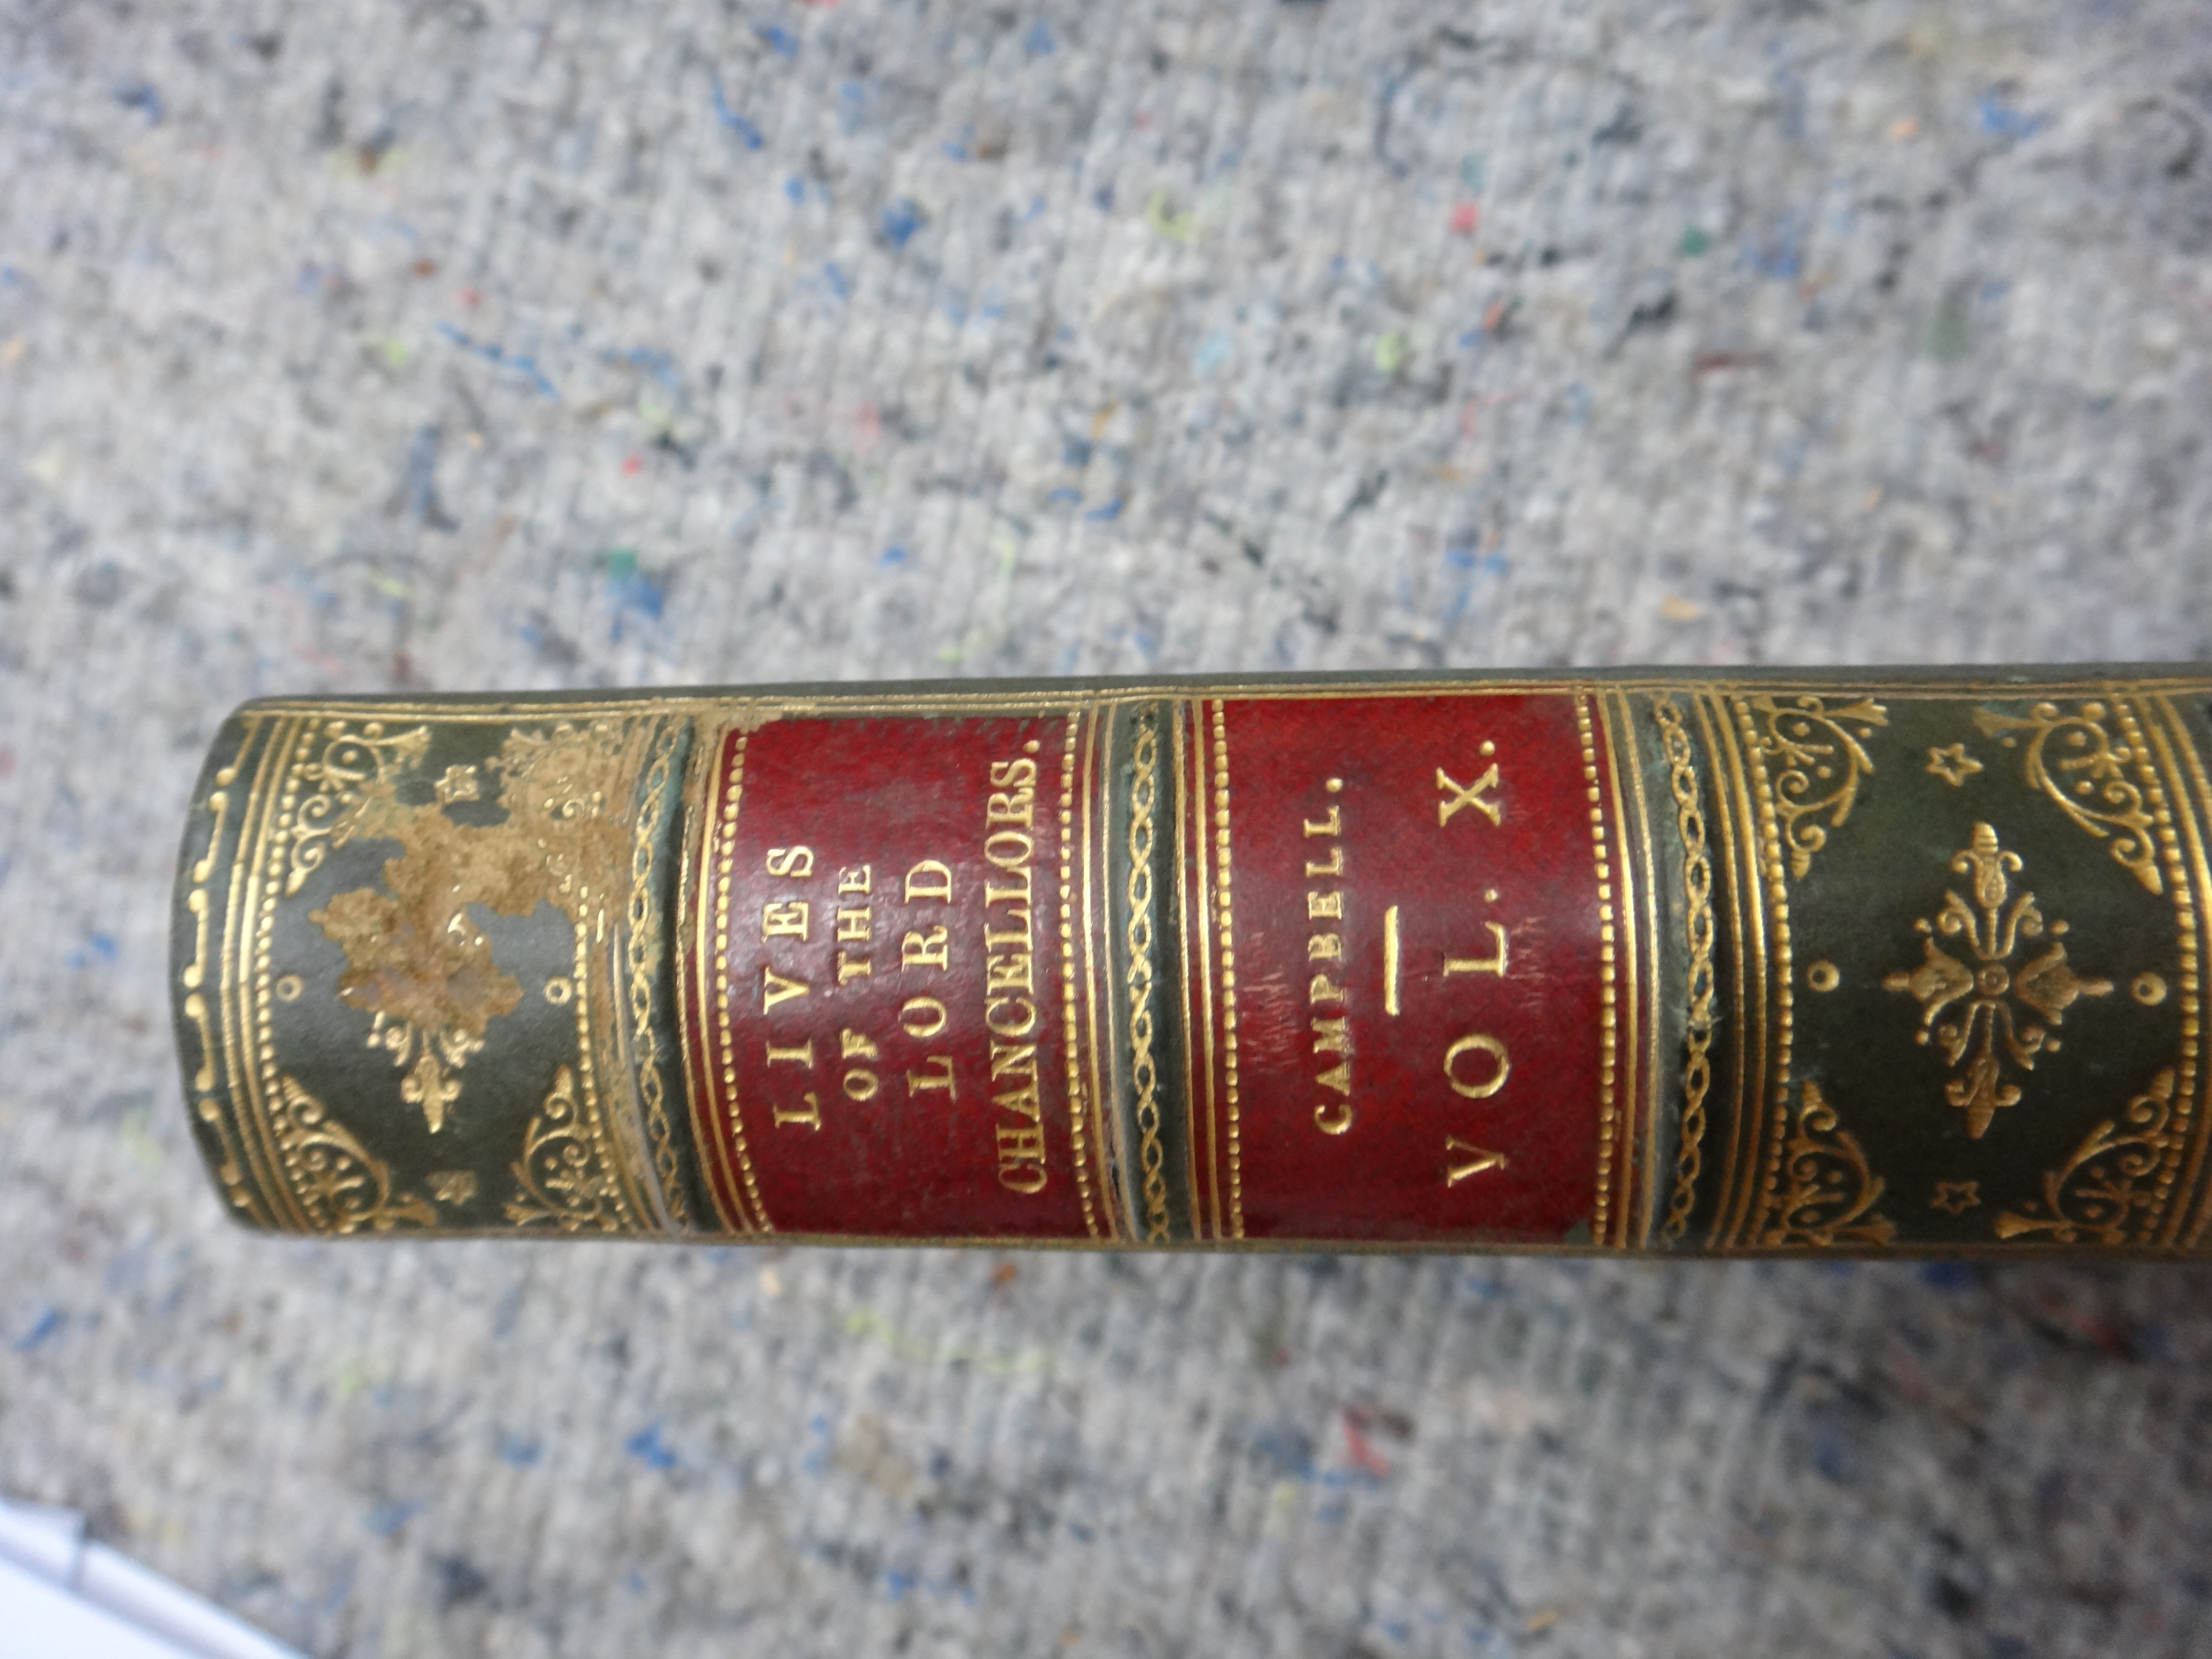 LIVES
OF THE
LORD
CHANCELLORS.
CAMPBELL.
VOL. X.